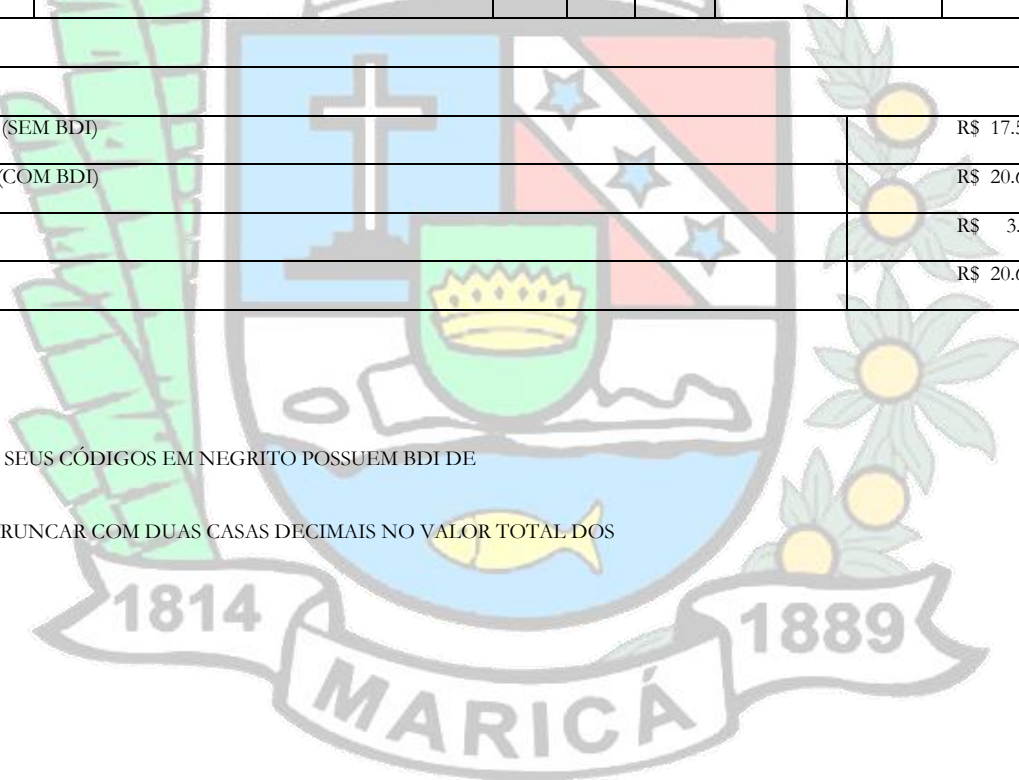 (SEM BDI) R$ 17.5
(COM BDI) R$ 20.6
R$ 3.
R$ 20.6
SEUS CÓDIGOS EM NEGRITO POSSUEM BDI DE
RUNCAR COM DUAS CASAS DECIMAIS NO VALOR TOTAL DOS
1814 1889
MARICÁ